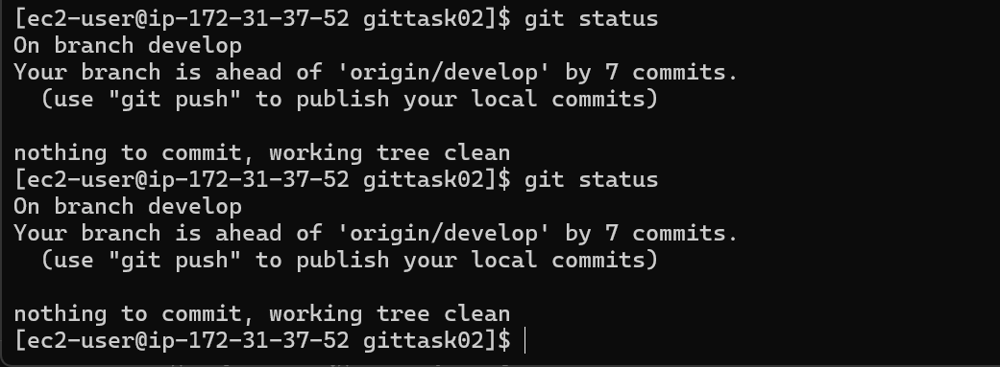 [ec2-user@ip-172-31-37-52 gittask02]$ git status
On branch develop
Your branch is ahead of 'origin/develop' by 7 commits.
  (use "git push" to publish your local commits)

nothing to commit, working tree clean
[ec2-user@ip-172-31-37-52 gittask02]$ git status
On branch develop
Your branch is ahead of 'origin/develop' by 7 commits.
  (use "git push" to publish your local commits)

nothing to commit, working tree clean
[ec2-user@ip-172-31-37-52 gittask02]$